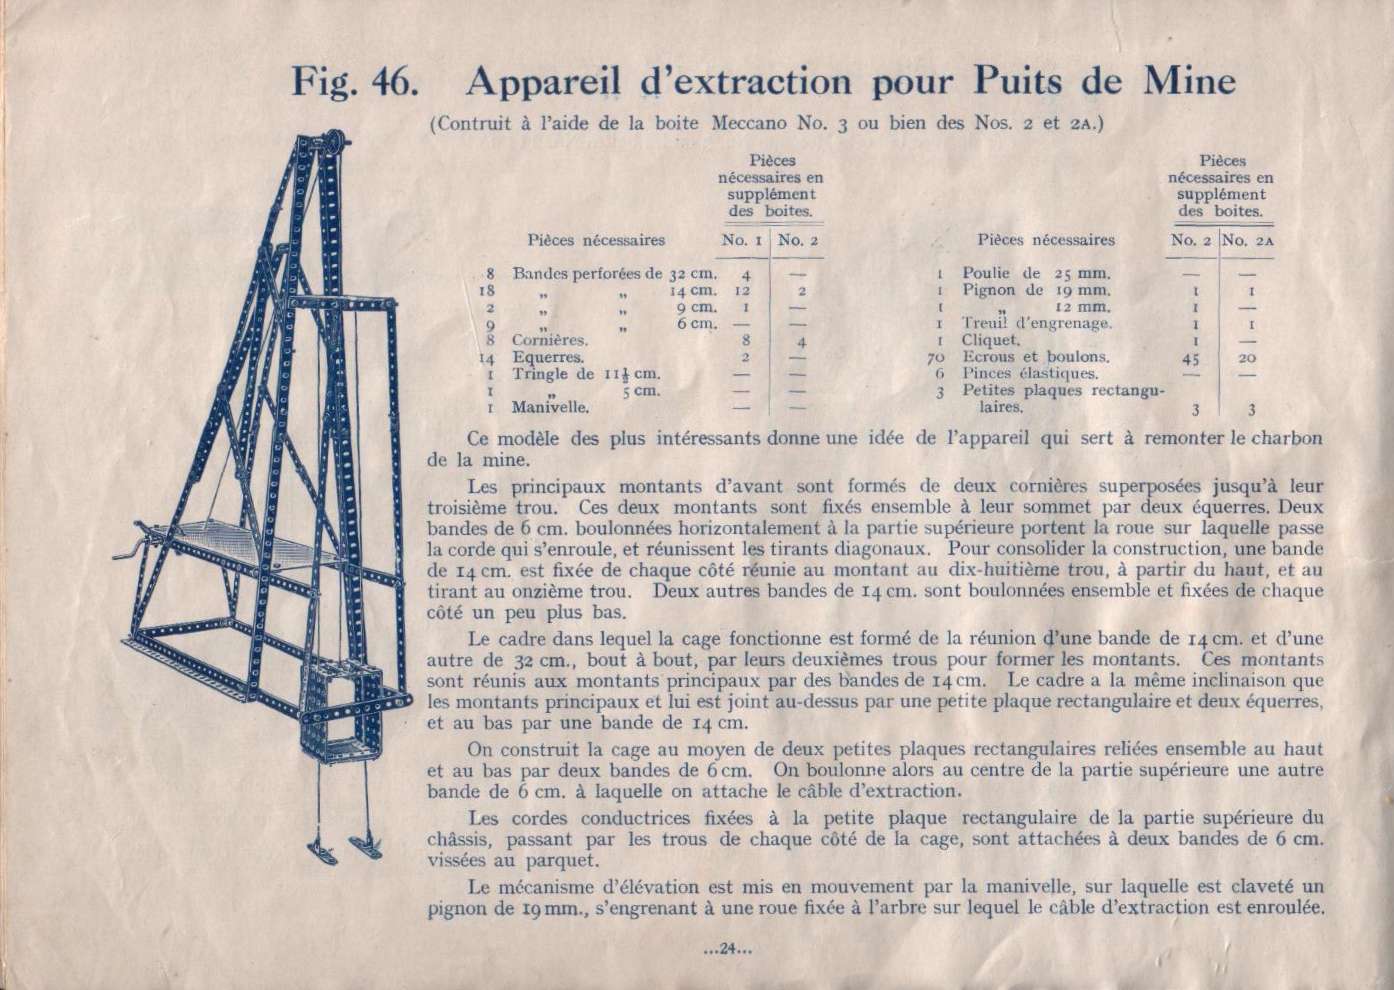 Fig. 46. Appareil d'extraction pour Puits de Mine
(Contruit à l'aide de la boite Meccano No. 3 ou bien des Nos. 2 et 2A.)
Pièces
nécessaires en
supplément
des boites.
Pièces nécessaires No. 1 No. 2
8 Bandes perforées de 32 cm. 4 —
18 „ „ 14 cm. 12 2
2 „ „ 9 cm. 1 —
9 „ „ 6 cm. — —
8 Cornières. 8 4
14 Equerres. 2 —
1 Tringle de 11½ cm. — —
1 „ 5 cm. — —
1 Manivelle. — —
Pièces
nécessaires en
supplément
des boites.
Pièces nécessaires No. 2 No. 2A
1 Poulie de 25 mm. — —
1 Pignon de 19 mm. 1 1
1 „ 12 mm. 1 —
1 Treuil d'engrenage. 1 1
1 Cliquet. 1 —
70 Ecrous et boulons. 45 20
6 Pinces élastiques. — —
3 Petites plaques rectangu-
laires. 3 3
Ce modèle des plus intéressants donne une idée de l'appareil qui sert à remonter le charbon
de la mine.
Les principaux montants d'avant sont formés de deux cornières superposées jusqu'à leur
troisième trou. Ces deux montants sont fixés ensemble à leur sommet par deux équerres. Deux
bandes de 6 cm. boulonnées horizontalement à la partie supérieure portent la roue sur laquelle passe
la corde qui s'enroule, et réunissent les tirants diagonaux. Pour consolider la construction, une bande
de 14 cm. est fixée de chaque côté réunie au montant au dix-huitième trou, à partir du haut, et au
tirant au onzième trou. Deux autres bandes de 14 cm. sont boulonnées ensemble et fixées de chaque
côté un peu plus bas.
Le cadre dans lequel la cage fonctionne est formé de la réunion d'une bande de 14 cm. et d'une
autre de 32 cm., bout à bout, par leurs deuxièmes trous pour former les montants. Ces montants
sont réunis aux montants principaux par des bandes de 14 cm. Le cadre a la même inclinaison que
les montants principaux et lui est joint au-dessus par une petite plaque rectangulaire et deux équerres,
et au bas par une bande de 14 cm.
On construit la cage au moyen de deux petites plaques rectangulaires reliées ensemble au haut
et au bas par deux bandes de 6 cm. On boulonne alors au centre de la partie supérieure une autre
bande de 6 cm. à laquelle on attache le câble d'extraction.
Les cordes conductrices fixées à la petite plaque rectangulaire de la partie supérieure du
châssis, passant par les trous de chaque côté de la cage, sont attachées à deux bandes de 6 cm.
vissées au parquet.
Le mécanisme d'élévation est mis en mouvement par la manivelle, sur laquelle est claveté un
pignon de 19 mm., s'engrenant à une roue fixée à l'arbre sur lequel le câble d'extraction est enroulée.
...24...